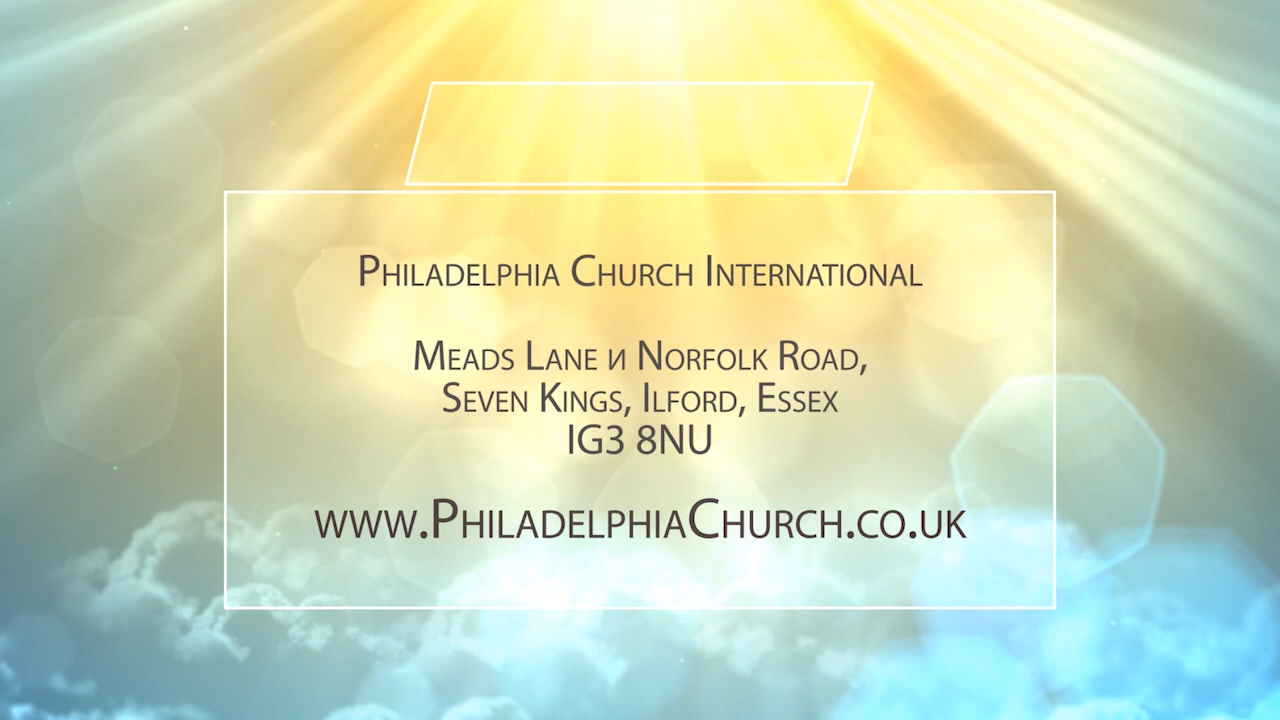 Philadelphia Church International
Meads Lane и Norfolk Road,
Seven Kings, Ilford, Essex
IG3 8NU
www.PhiladelphiaChurch.co.uk